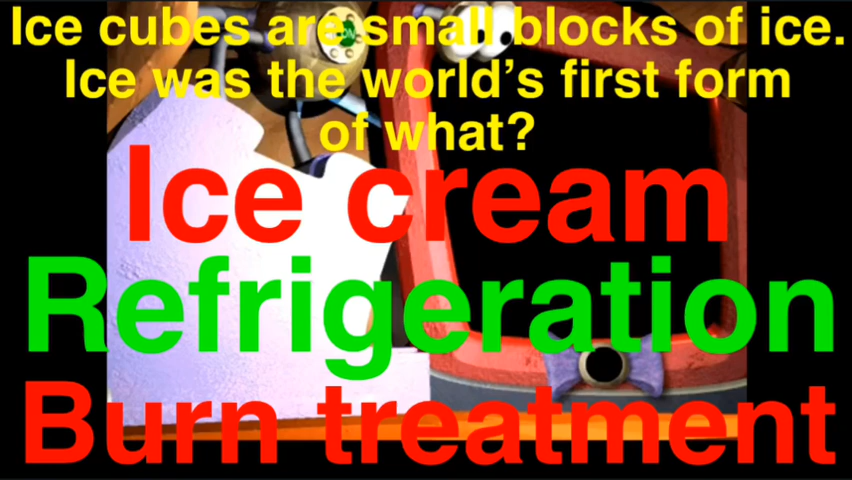 Ice cubes are small blocks of ice.
Ice was the world’s first form
of what?
Ice cream
Refrigeration
Burn treatment